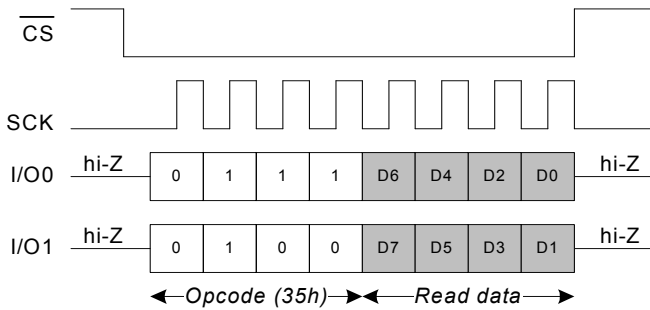 CS
SCK
I/O0 hi-Z 0 1 1 1 D6 D4 D2 D0 hi-Z
I/O1 hi-Z 0 1 0 0 D7 D5 D3 D1 hi-Z
Opcode (35h) Read data